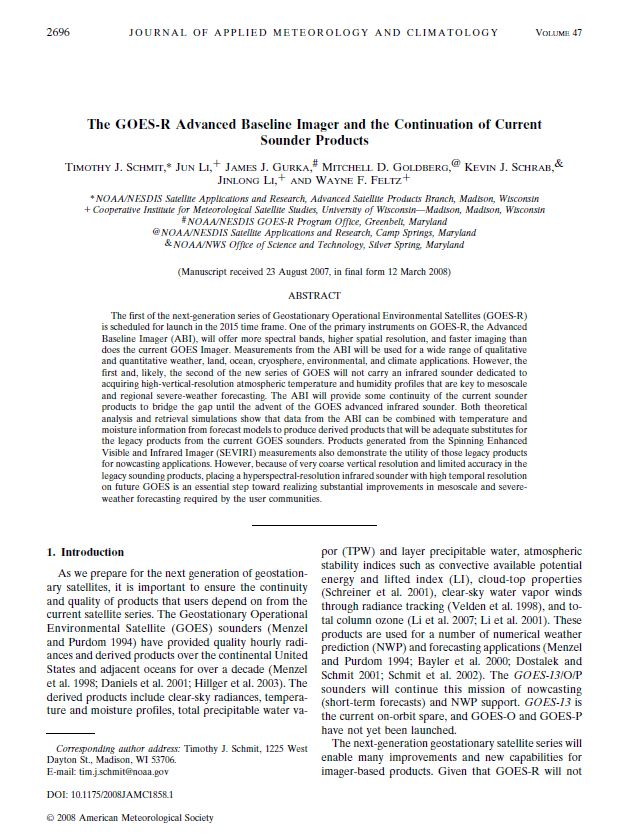 2696
JOURNAL OF APPLIED METEOROLOGY AND CLIMATOLOGY
VOLUME 47
The GOES-R Advanced Baseline Imager and the Continuation of Current
Sounder Products
TIMOTHY J. SCHMIT,* JUN LI,+ JAMES J. GURKA,# MITCHELL D. GOLDBERG,@ KEVIN J. SCHRAB,&
JINLONG LI,+ AND WAYNE F. FELTZ+
*NOAA/NESDIS Satellite Applications and Research, Advanced Satellite Products Branch, Madison, Wisconsin
+Cooperative Institute for Meteorological Satellite Studies, University of Wisconsin—Madison, Madison, Wisconsin
#NOAA/NESDIS GOES-R Program Office, Greenbelt, Maryland
@NOAA/NESDIS Satellite Applications and Research, Camp Springs, Maryland
&NOAA/NWS Office of Science and Technology, Silver Spring, Maryland
(Manuscript received 23 August 2007, in final form 12 March 2008)
ABSTRACT
The first of the next-generation series of Geostationary Operational Environmental Satellites (GOES-R)
is scheduled for launch in the 2015 time frame. One of the primary instruments on GOES-R, the Advanced
Baseline Imager (ABI), will offer more spectral bands, higher spatial resolution, and faster imaging than
does the current GOES Imager. Measurements from the ABI will be used for a wide range of qualitative
and quantitative weather, land, ocean, cryosphere, environmental, and climate applications. However, the
first and, likely, the second of the new series of GOES will not carry an infrared sounder dedicated to
acquiring high-vertical-resolution atmospheric temperature and humidity profiles that are key to mesoscale
and regional severe-weather forecasting. The ABI will provide some continuity of the current sounder
products to bridge the gap until the advent of the GOES advanced infrared sounder. Both theoretical
analysis and retrieval simulations show that data from the ABI can be combined with temperature and
moisture information from forecast models to produce derived products that will be adequate substitutes for
the legacy products from the current GOES sounders. Products generated from the Spinning Enhanced
Visible and Infrared Imager (SEVIRI) measurements also demonstrate the utility of those legacy products
for nowcasting applications. However, because of very coarse vertical resolution and limited accuracy in the
legacy sounding products, placing a hyperspectral-resolution infrared sounder with high temporal resolution
on future GOES is an essential step toward realizing substantial improvements in mesoscale and severe-
weather forecasting required by the user communities.
1. Introduction
As we prepare for the next generation of geostation-
ary satellites, it is important to ensure the continuity
and quality of products that users depend on from the
current satellite series. The Geostationary Operational
Environmental Satellite (GOES) sounders (Menzel
and Purdom 1994) have provided quality hourly radi-
ances and derived products over the continental United
States and adjacent oceans for over a decade (Menzel
et al. 1998; Daniels et al. 2001; Hillger et al. 2003). The
derived products include clear-sky radiances, tempera-
ture and moisture profiles, total precipitable water va-
Corresponding author address: Timothy J. Schmit, 1225 West
Dayton St., Madison, WI 53706.
E-mail: tim.j.schmit@noaa.gov
DOI: 10.1175/2008JAMC1858.1
© 2008 American Meteorological Society
por (TPW) and layer precipitable water, atmospheric
stability indices such as convective available potential
energy and lifted index (LI), cloud-top properties
(Schreiner et al. 2001), clear-sky water vapor winds
through radiance tracking (Velden et al. 1998), and to-
tal column ozone (Li et al. 2007; Li et al. 2001). These
products are used for a number of numerical weather
prediction (NWP) and forecasting applications (Menzel
and Purdom 1994; Bayler et al. 2000; Dostalek and
Schmit 2001; Schmit et al. 2002). The GOES-13/O/P
sounders will continue this mission of nowcasting
(short-term forecasts) and NWP support. GOES-13 is
the current on-orbit spare, and GOES-O and GOES-P
have not yet been launched.
The next-generation geostationary satellite series will
enable many improvements and new capabilities for
imager-based products. Given that GOES-R will not